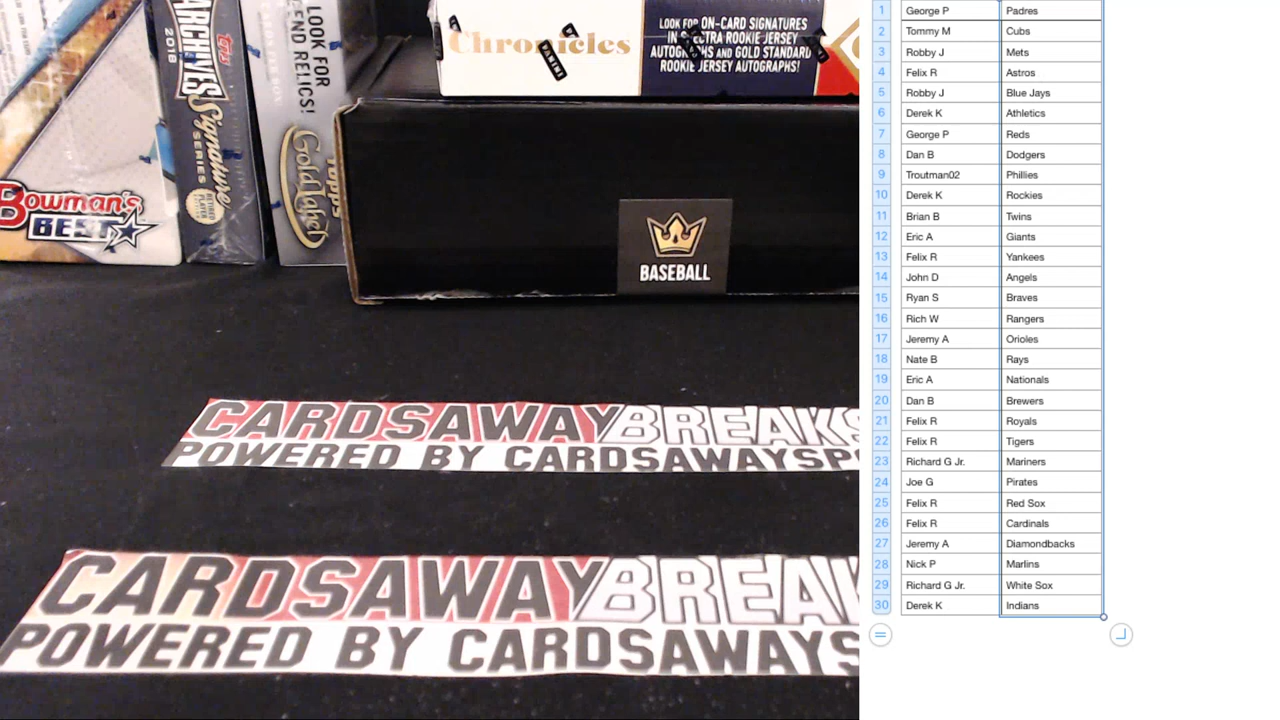 ARCHIVES
Topps
2018
Signature
SERIES
LOOK FOR
END RELICS!
Topps
Gold Label
Bowman's
BEST
Chronicles
PANINI
LOOK FOR ON-CARD SIGNATURES
IN SPECTRA ROOKIE JERSEY
AUTOGRAPHS AND GOLD STANDARD
ROOKIE JERSEY AUTOGRAPHS!
BASEBALL
CARDSAWAYBREAKS
POWERED BY CARDSAWAYSP
CARDSAWAYBREAK
POWERED BY CARDSAWAYS
1 George P Padres
2 Tommy M Cubs
3 Robby J Mets
4 Felix R Astros
5 Robby J Blue Jays
6 Derek K Athletics
7 George P Reds
8 Dan B Dodgers
9 Troutman02 Phillies
10 Derek K Rockies
11 Brian B Twins
12 Eric A Giants
13 Felix R Yankees
14 John D Angels
15 Ryan S Braves
16 Rich W Rangers
17 Jeremy A Orioles
18 Nate B Rays
19 Eric A Nationals
20 Dan B Brewers
21 Felix R Royals
22 Felix R Tigers
23 Richard G Jr. Mariners
24 Joe G Pirates
25 Felix R Red Sox
26 Felix R Cardinals
27 Jeremy A Diamondbacks
28 Nick P Marlins
29 Richard G Jr. White Sox
30 Derek K Indians